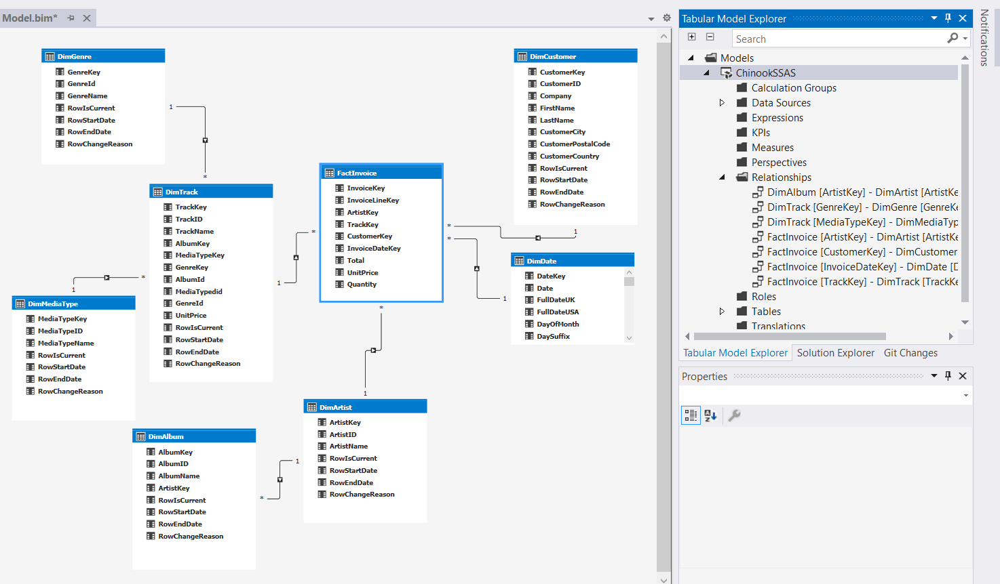 Model.bim*
DimGenre
GenreKey
GenreId
GenreName
RowIsCurrent
RowStartDate
RowEndDate
RowChangeReason
1
*
DimTrack
TrackKey
TrackID
TrackName
AlbumKey
MediaTypeKey
GenreKey
AlbumId
MediaTypedid
GenreId
UnitPrice
RowIsCurrent
RowStartDate
RowEndDate
RowChangeReason
1
*
DimMediaType
MediaTypeKey
MediaTypeID
MediaTypeName
RowIsCurrent
RowStartDate
RowEndDate
RowChangeReason
1
*
FactInvoice
InvoiceKey
InvoiceLineKey
ArtistKey
TrackKey
CustomerKey
InvoiceDateKey
Total
UnitPrice
Quantity
*
1
DimCustomer
CustomerKey
CustomerID
Company
FirstName
LastName
CustomerCity
CustomerPostalCode
CustomerCountry
RowIsCurrent
RowStartDate
RowEndDate
RowChangeReason
*
1
*
1
DimDate
DateKey
Date
FullDateUK
FullDateUSA
DayOfMonth
DaySuffix
DimArtist
ArtistKey
ArtistID
ArtistName
RowIsCurrent
RowStartDate
RowEndDate
RowChangeReason
1
*
DimAlbum
AlbumKey
AlbumID
AlbumName
ArtistKey
RowIsCurrent
RowStartDate
RowEndDate
RowChangeReason
Tabular Model Explorer
Search
Models
ChinookSSAS
Calculation Groups
Data Sources
Expressions
KPIs
Measures
Perspectives
Relationships
DimAlbum [ArtistKey] - DimArtist [ArtistKe
DimTrack [GenreKey] - DimGenre [GenreKe
DimTrack [MediaTypeKey] - DimMediaTyp
FactInvoice [ArtistKey] - DimArtist [ArtistKe
FactInvoice [CustomerKey] - DimCustomer
FactInvoice [InvoiceDateKey] - DimDate [D
FactInvoice [TrackKey] - DimTrack [TrackKe
Roles
Tables
Translations
Tabular Model Explorer Solution Explorer Git Changes
Properties
Notifications